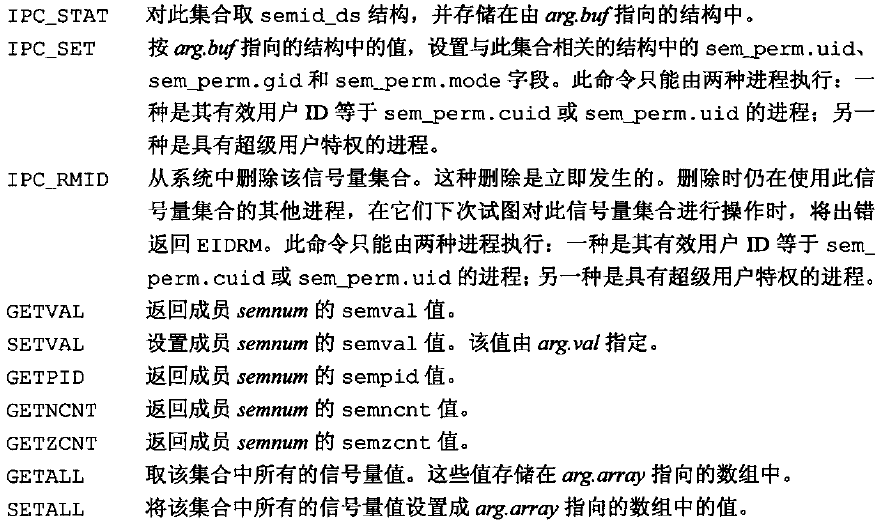 IPC_STAT 对此集合取 semid_ds 结构，并存储在由 arg.buf 指向的结构中。
IPC_SET 按 arg.buf 指向的结构中的值，设置与此集合相关的结构中的 sem_perm.uid、
sem_perm.gid 和 sem_perm.mode 字段。此命令只能由两种进程执行：一
种是其有效用户 ID 等于 sem_perm.cuid 或 sem_perm.uid 的进程；另一
种是具有超级用户特权的进程。
IPC_RMID 从系统中删除该信号量集合。这种删除是立即发生的。删除时仍在使用此信
号量集合的其他进程，在它们下次试图对此信号量集合进行操作时，将出错
返回 EIDRM。此命令只能由两种进程执行：一种是其有效用户 ID 等于 sem_
perm.cuid 或 sem_perm.uid 的进程；另一种是具有超级用户特权的进程。
GETVAL 返回成员 semnum 的 semval 值。
SETVAL 设置成员 semnum 的 semval 值。该值由 arg.val 指定。
GETPID 返回成员 semnum 的 sempid 值。
GETNCNT 返回成员 semnum 的 semncnt 值。
GETZCNT 返回成员 semnum 的 semzcnt 值。
GETALL 取该集合中所有的信号量值。这些值存储在 arg.array 指向的数组中。
SETALL 将该集合中所有的信号量值设置成 arg.array 指向的数组中的值。